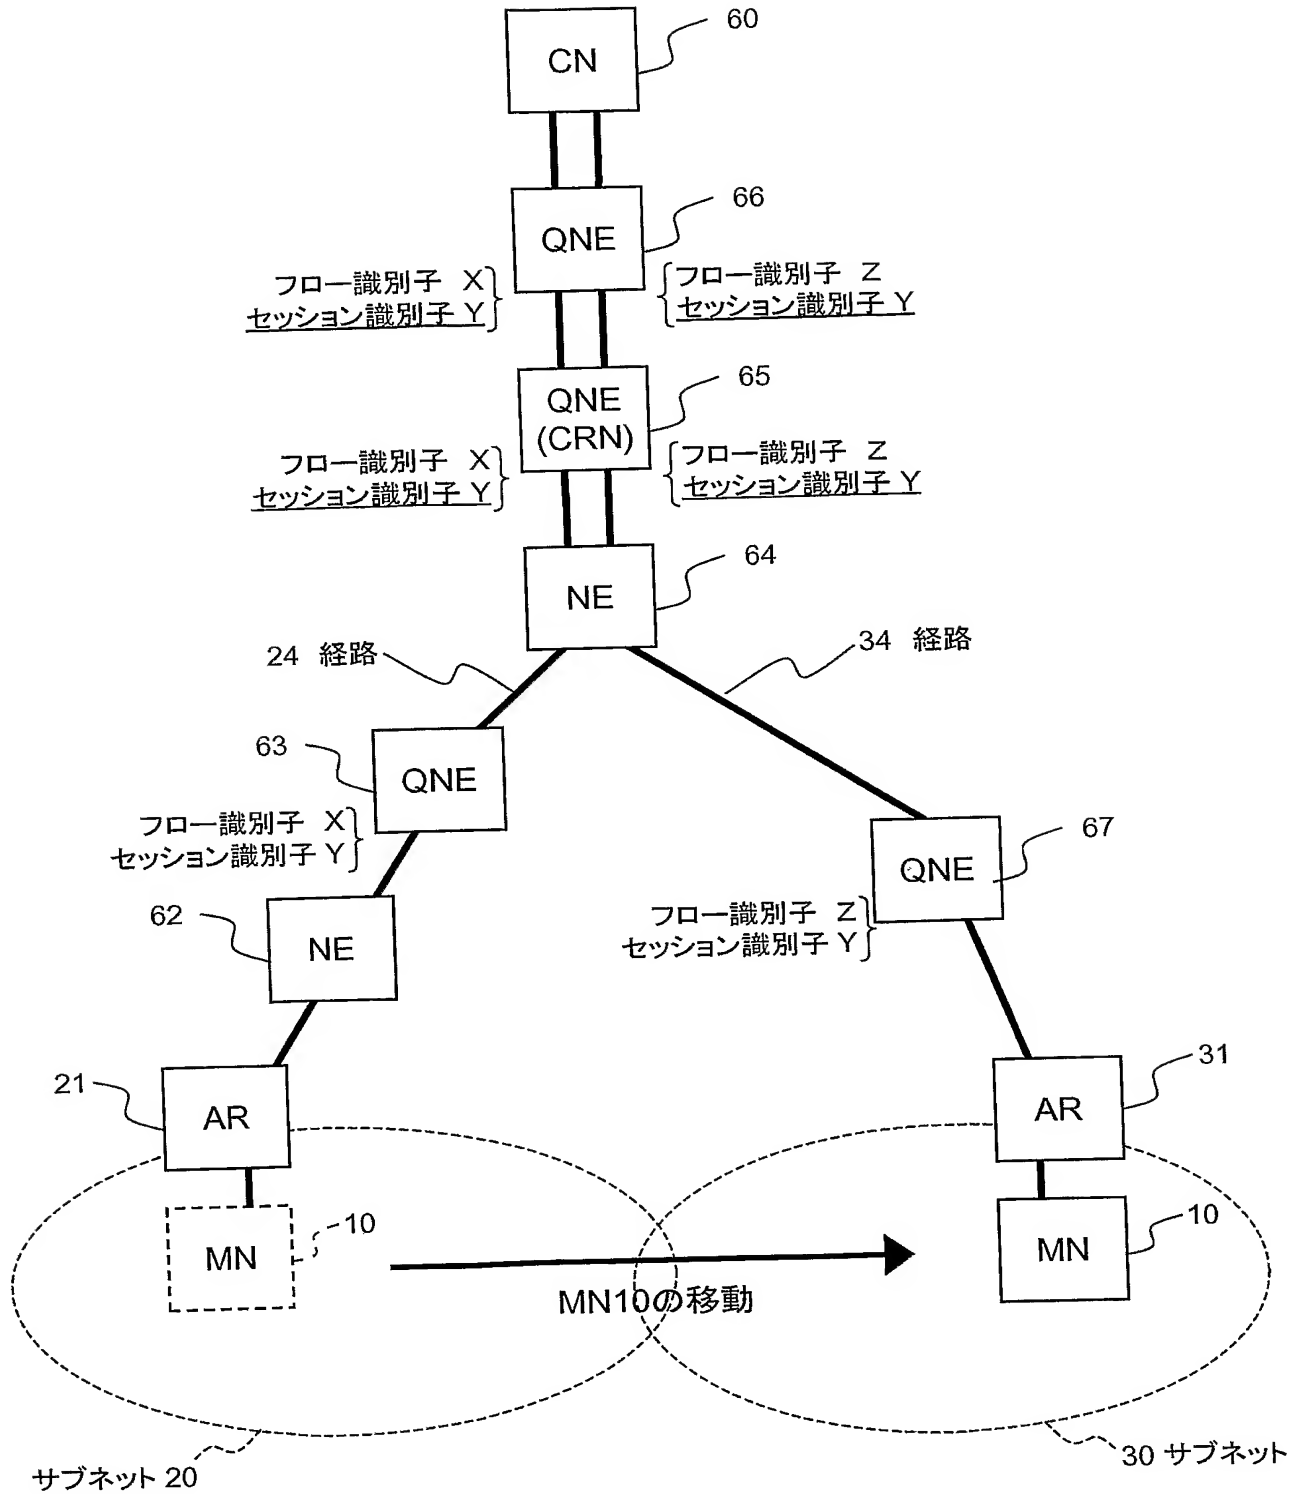 CN
60
QNE
66
フロー識別子 X
セッション識別子 Y
フロー識別子 Z
セッション識別子 Y
QNE
(CRN)
65
フロー識別子 X
セッション識別子 Y
フロー識別子 Z
セッション識別子 Y
NE
64
24 経路
34 経路
63
QNE
フロー識別子 X
セッション識別子 Y
QNE
67
フロー識別子 Z
セッション識別子 Y
62
NE
21
AR
31
AR
MN
10
MN
10
MN10の移動
サブネット 20
30 サブネット